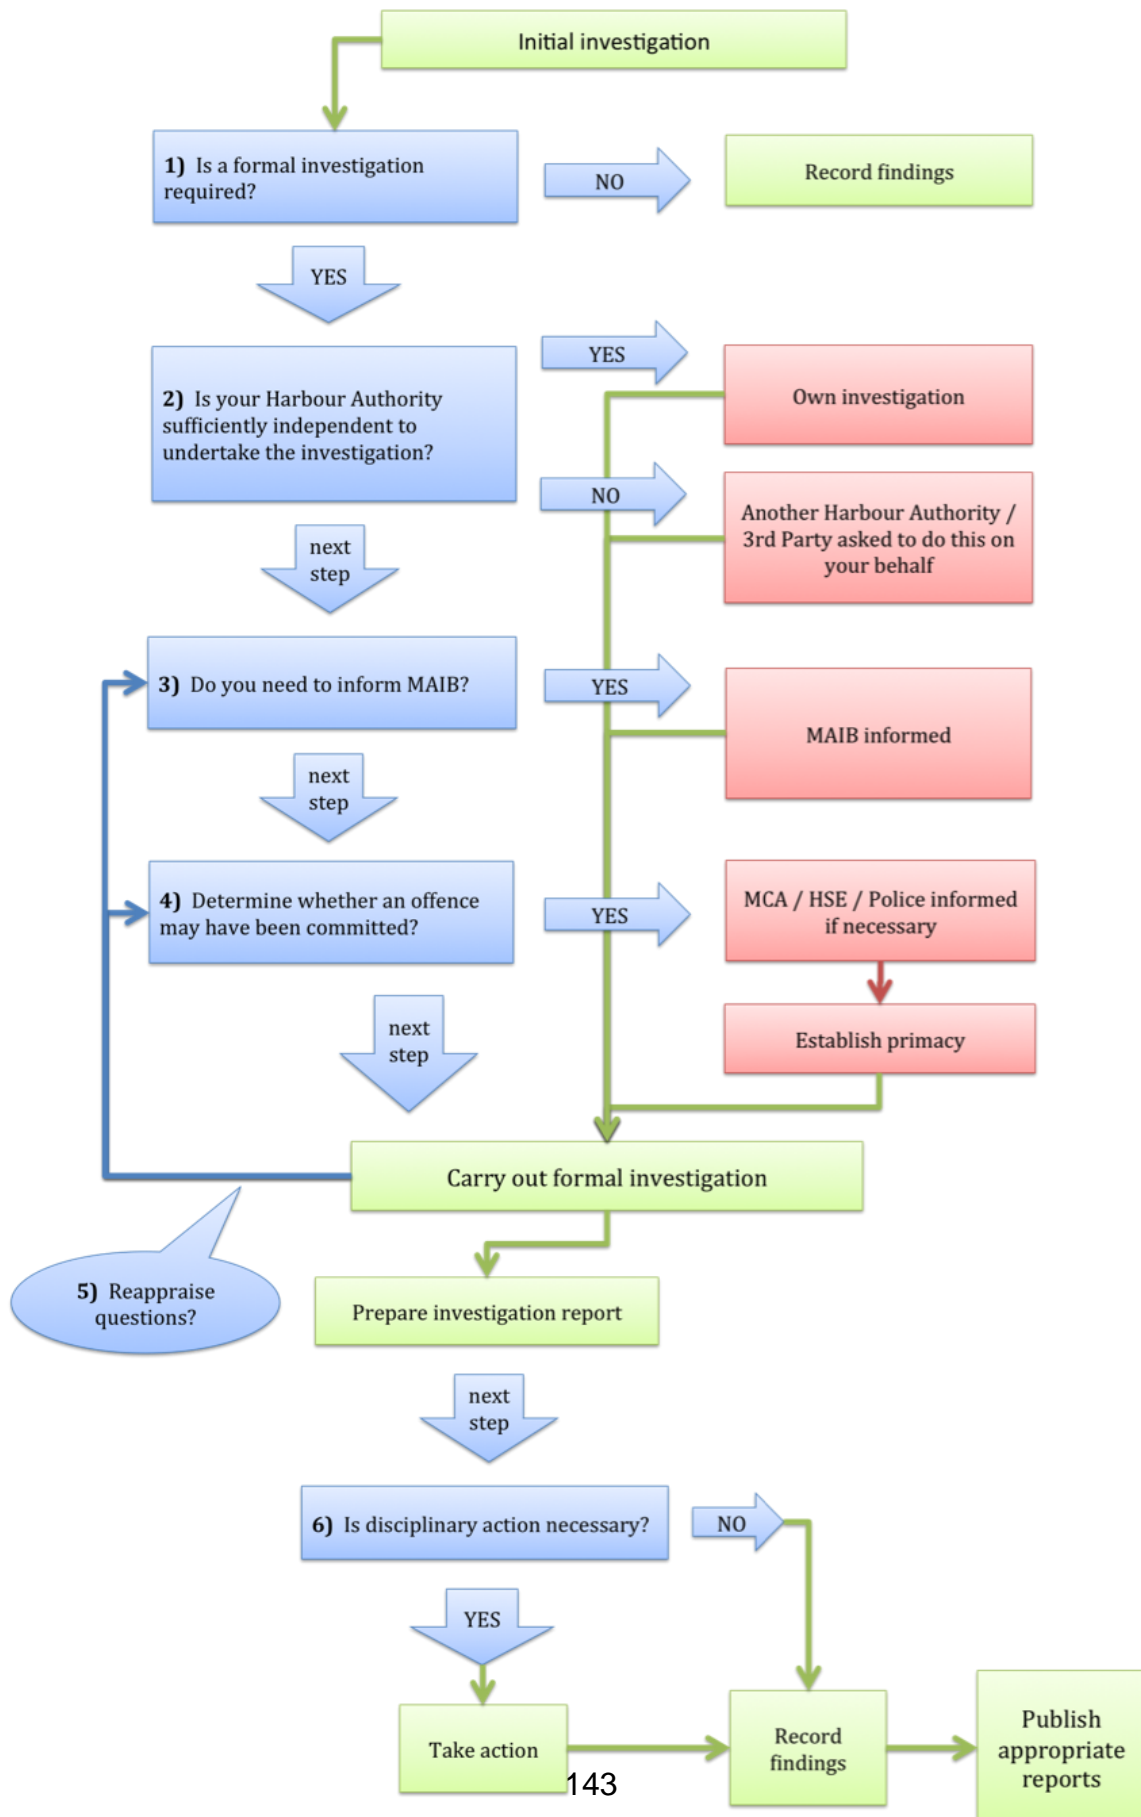 Initial investigation
1) Is a formal investigation
required?
NO
Record findings
YES
2) Is your Harbour Authority
sufficiently independent to
undertake the investigation?
YES
Own investigation
NO
Another Harbour Authority /
3rd Party asked to do this on
your behalf
next
step
3) Do you need to inform MAIB?
YES
MAIB informed
next
step
4) Determine whether an offence
may have been committed?
YES
MCA / HSE / Police informed
if necessary
Establish primacy
next
step
Carry out formal investigation
5) Reappraise
questions?
Prepare investigation report
next
step
6) Is disciplinary action necessary?
NO
YES
Take action
Record
findings
Publish
appropriate
reports
143